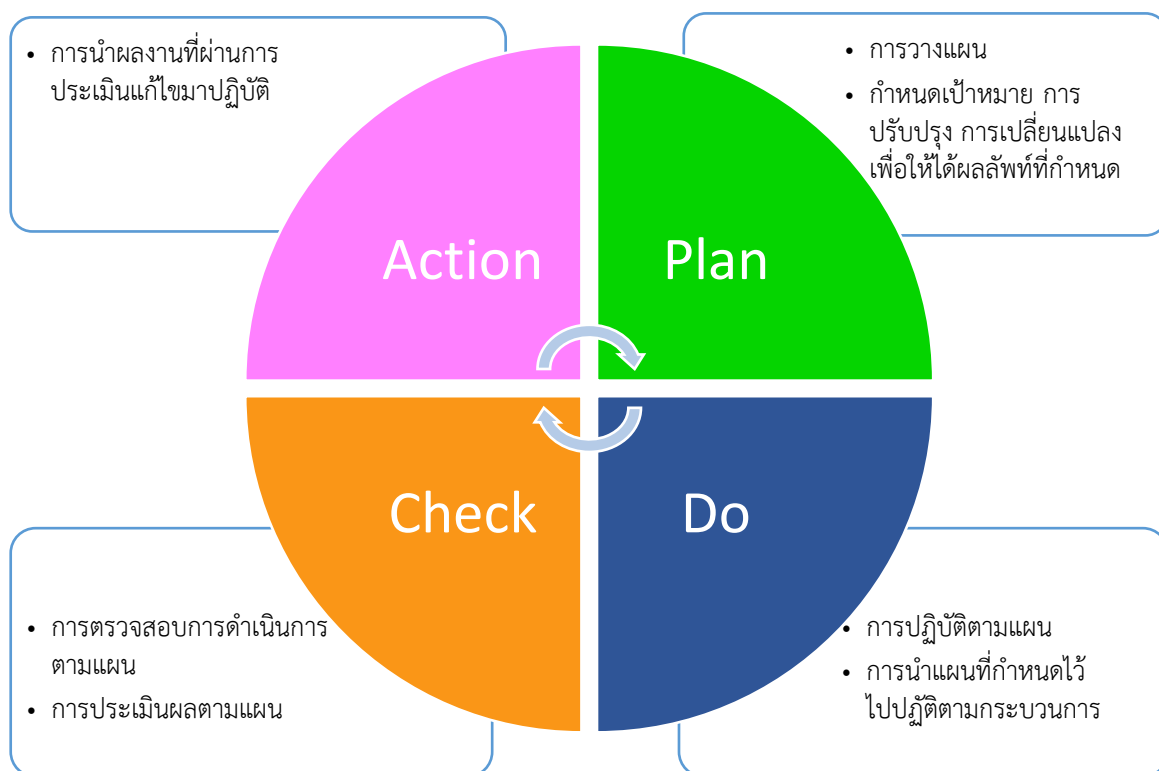 • การนำผลงานที่ผ่านการ
ประเมินแก้ไขมาปฏิบัติ
• การวางแผน
• กำหนดเป้าหมาย การ
ปรับปรุง การเปลี่ยนแปลง
เพื่อให้ได้ผลลัพท์ที่กำหนด
Action
Plan
Check
Do
• การตรวจสอบการดำเนินการ
ตามแผน
• การประเมินผลตามแผน
• การปฏิบัติตามแผน
• การนำแผนที่กำหนดไว้
ไปปฏัติตามกระบวนการ